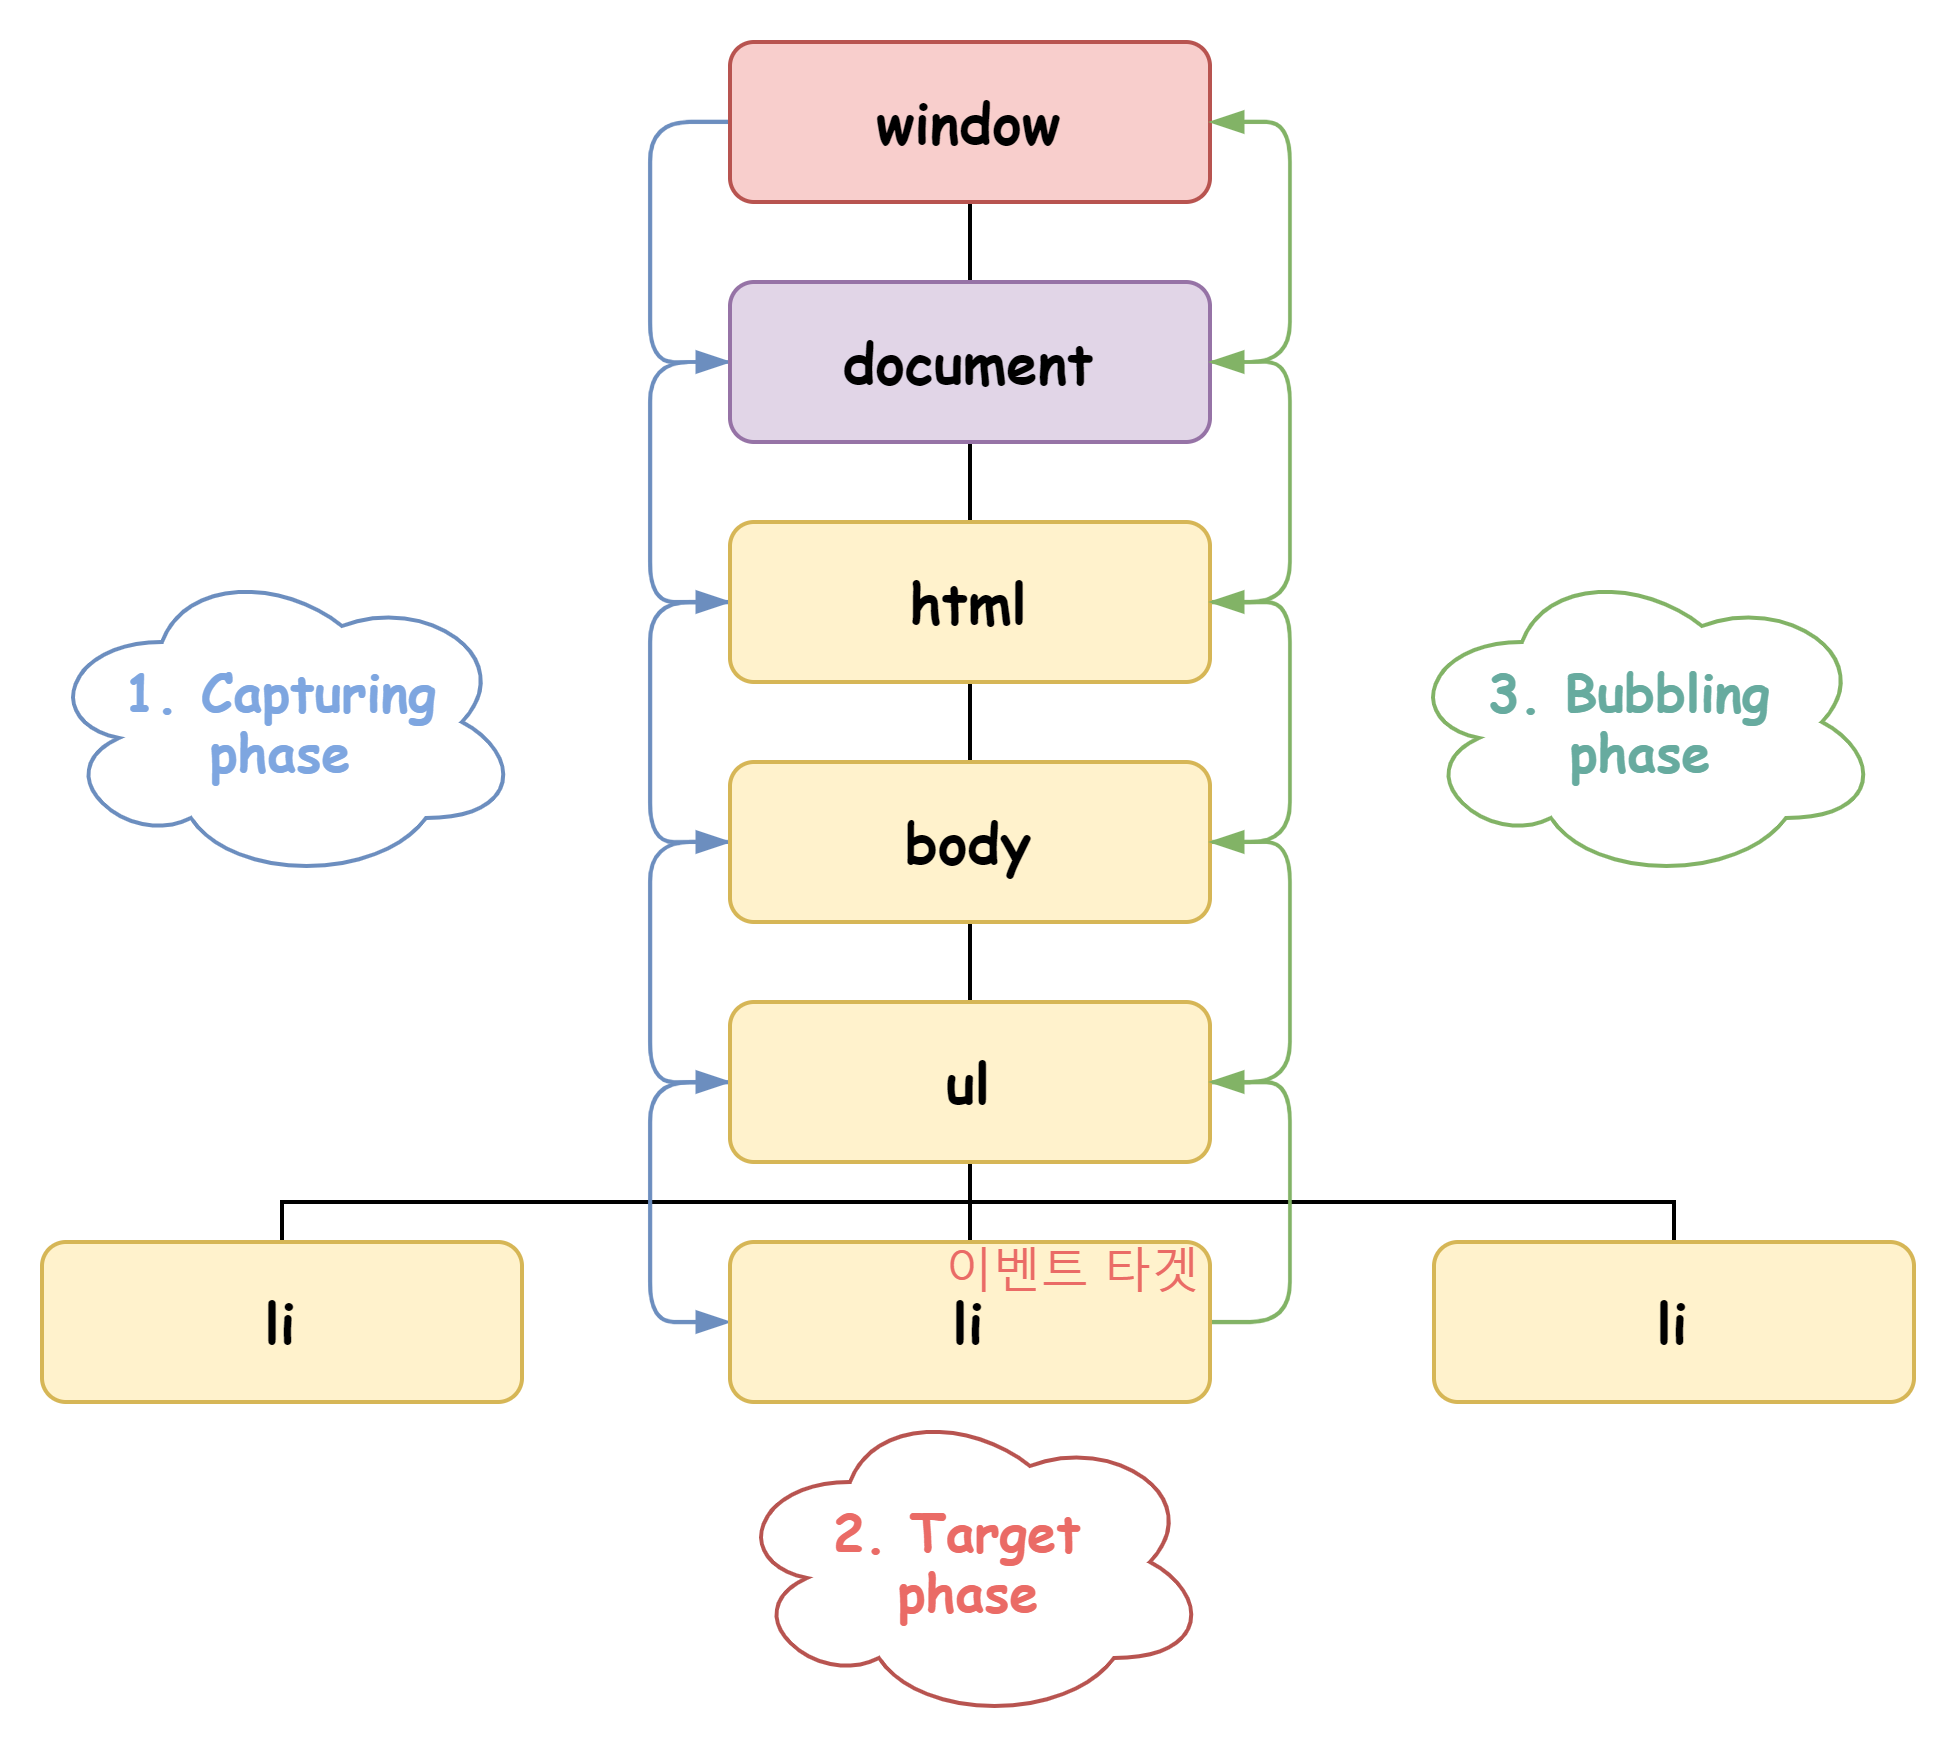 window
document
html
1. Capturing
phase
3. Bubbling
phase
body
ul
이벤트 타겟
li
li
li
2. Target
phase